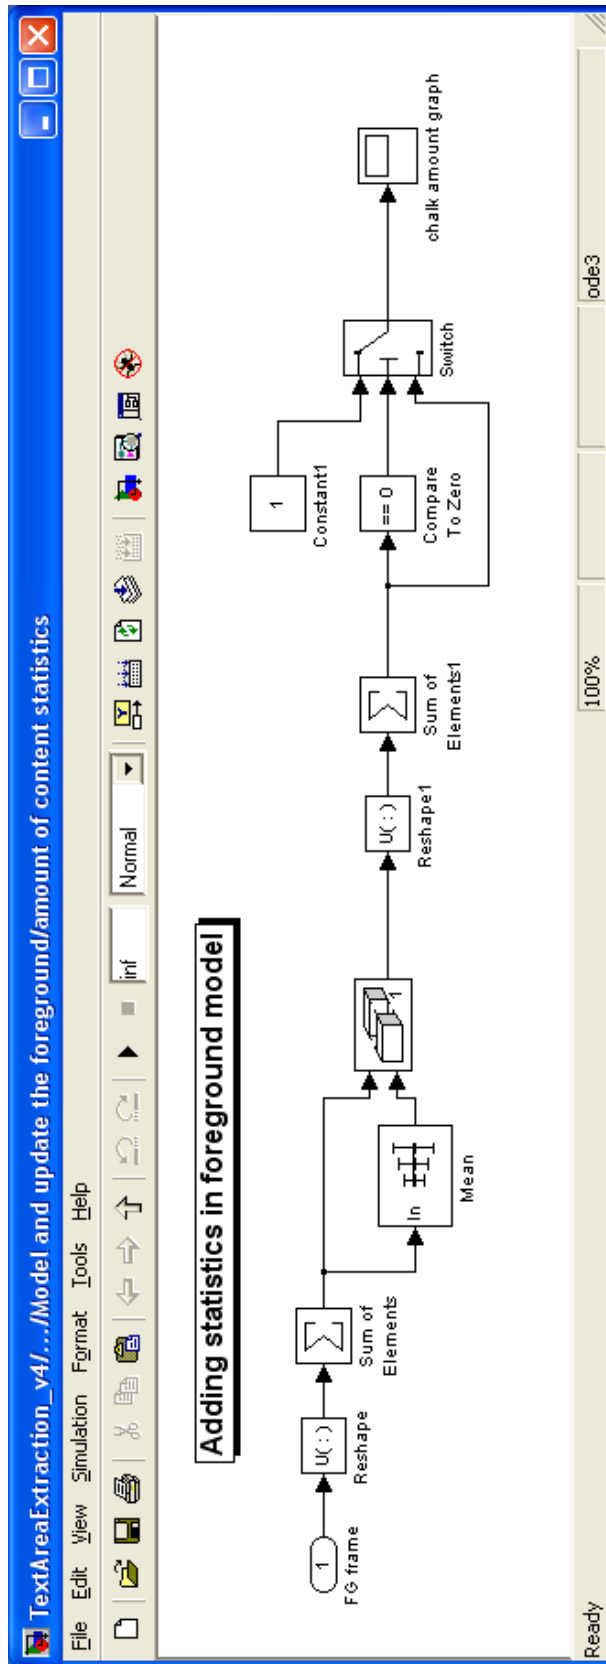 TextAreaExtraction_v4/.../Model and update the foreground/amount of content statistics
File Edit View Simulation Format Tools Help
inf Normal
Adding statistics in foreground model
1
FG frame
U(:)
Reshape
Sum of
Elements
In
Mean
1
U(:)
Reshape1
Sum of
Elements1
1
Constant1
== 0
Compare
To Zero
Switch
chalk amount graph
Ready 100% ode3